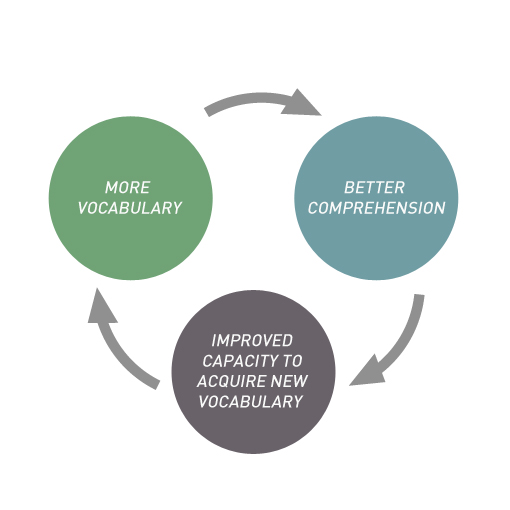 MORE
VOCABULARY
BETTER
COMPREHENSION
IMPROVED
CAPACITY TO
ACQUIRE NEW
VOCABULARY